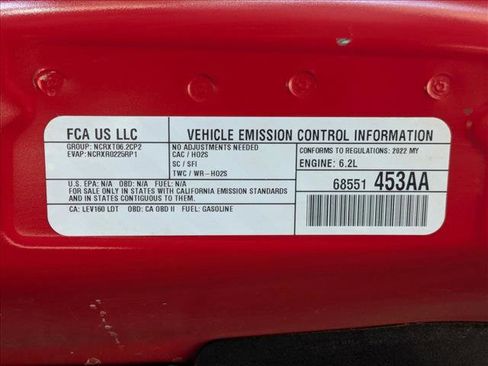 FCA US LLC
VEHICLE EMISSION CONTROL INFORMATION
GROUP: NCRXT06.2CP2
EVAP: NCRXR0225RP1
NO ADJUSTMENTS NEEDED
CAC / HO2S
SC / SFI
TWC / WR-HO2S
CONFORMS TO REGULATIONS: 2022 MY
ENGINE: 6.2L
68551 453AA
U.S. EPA: N/A OBD: N/A FUEL: N/A
FOR SALE ONLY IN STATES WITH CALIFORNIA EMISSION STANDARDS
AND IN STATES CONTIGUOUS TO THEM.
CA: LEV160 LDT OBD: CA OBD II FUEL: GASOLINE